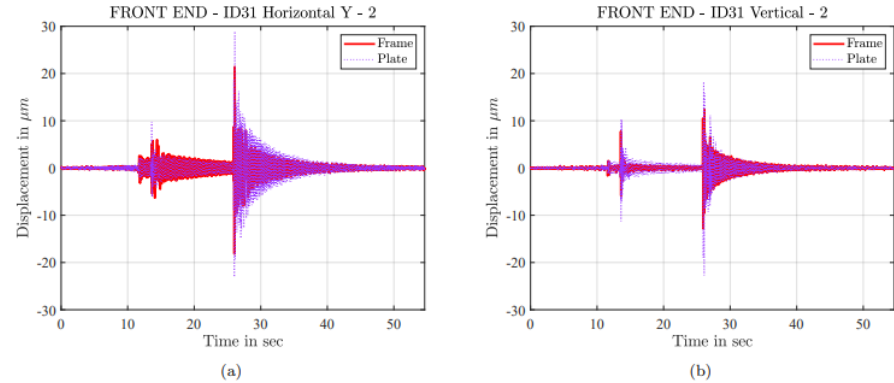 FRONT END - ID31 Horizontal Y - 2
Displacement in μm
30
20
10
0
-10
-20
-30
Frame
Plate
0
10
20
30
40
50
Time in sec
(a)
FRONT END - ID31 Vertical - 2
Displacement in μm
30
20
10
0
-10
-20
-30
Frame
Plate
0
10
20
30
40
50
Time in sec
(b)